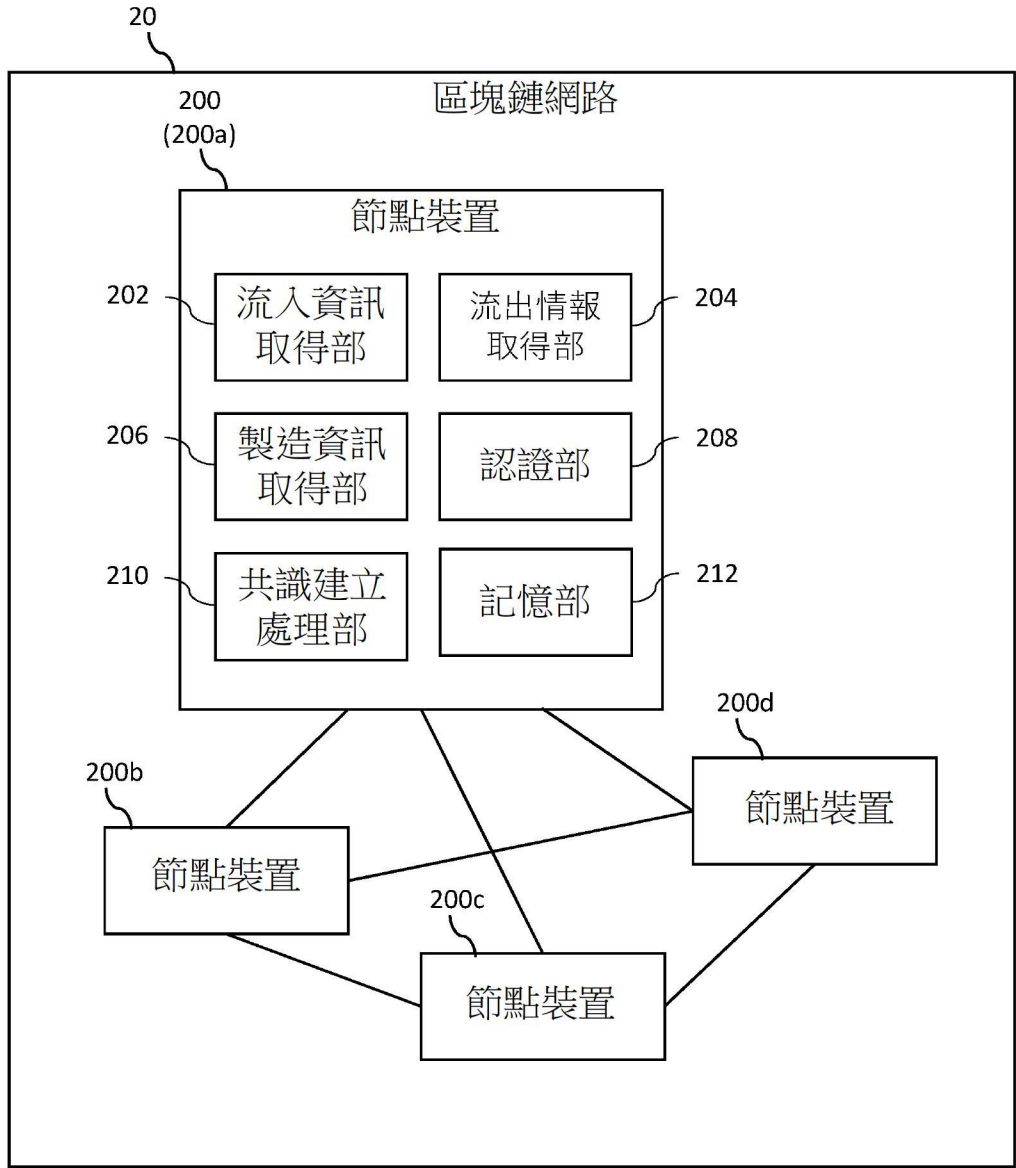 20
區塊鏈網路
200
(200a)
節點裝置
202
流入資訊
取得部
流出情報
取得部
204
206
製造資訊
取得部
認證部
208
210
共識建立
處理部
記憶部
212
200d
節點裝置
200b
節點裝置
200c
節點裝置